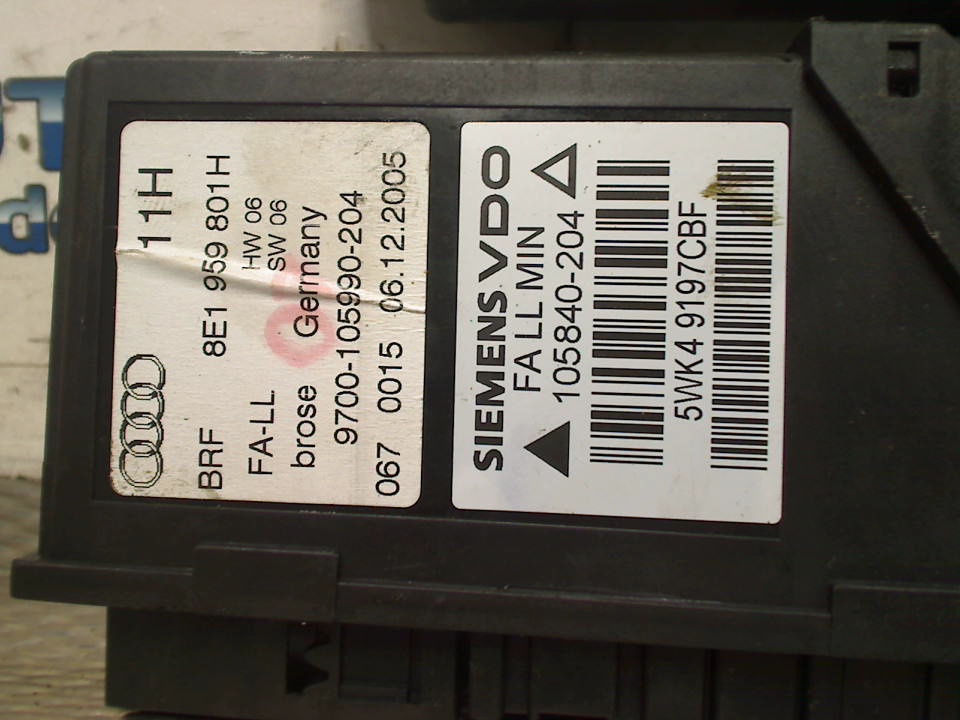 11H
BRF 8E1 959 801H
FA-LL HW 06
SW 06
brose Germany
9700-105990-204
067 0015 06.12.2005
SIEMENS VDO
FA LL MIN
105840-204
5WK4 9197CBF